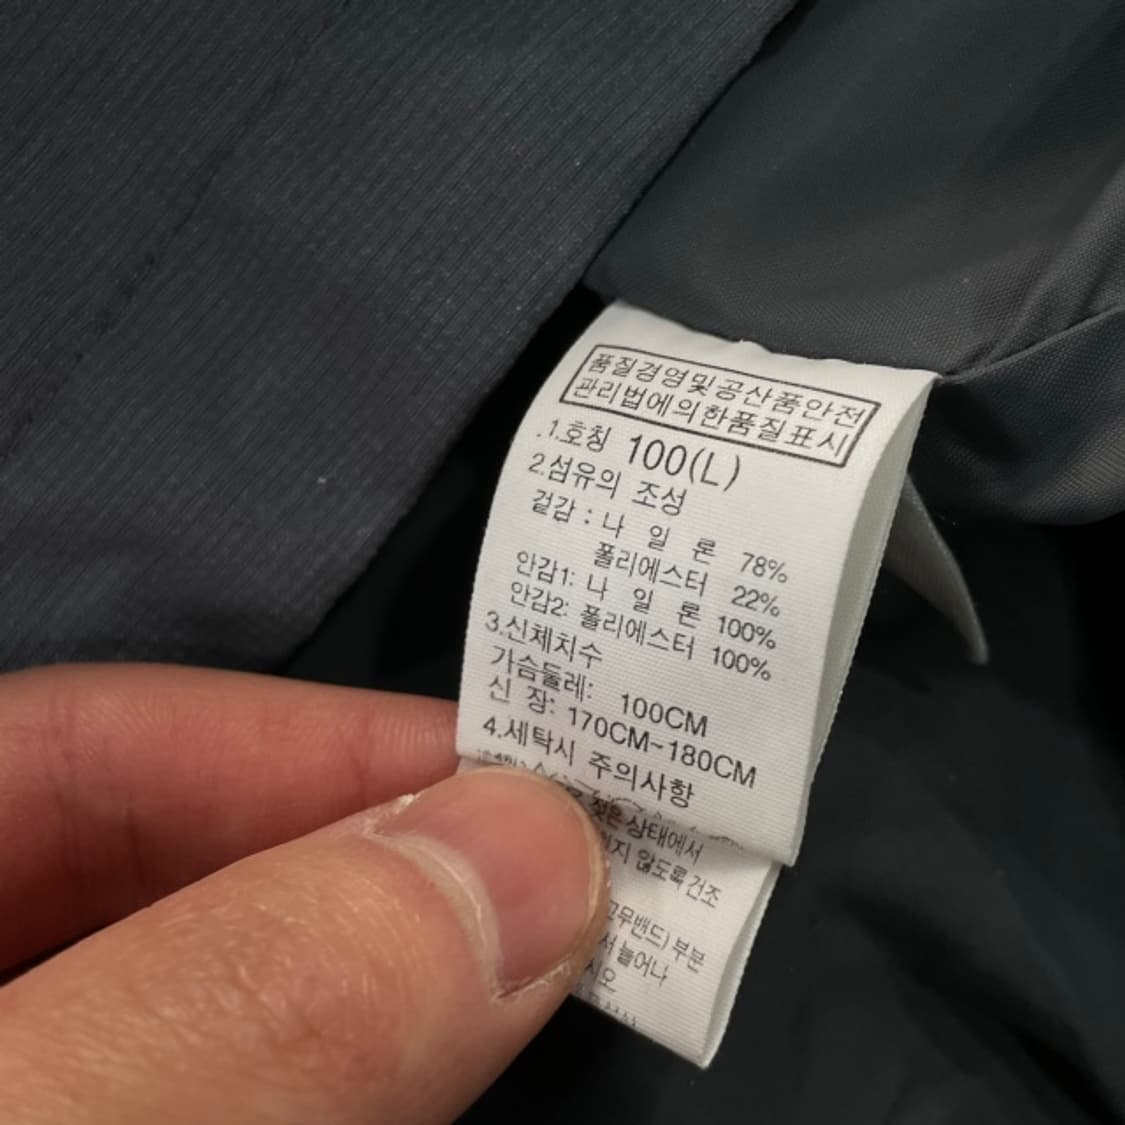 품질경영및공산품안전
관리법에의한품질표시
.1.호칭 100(L)
2.섬유의 조성
겉감 : 나 일 론 78%
폴리에스터 22%
안감1: 나 일 론 100%
안감2: 폴리에스터 100%
3.신체치수
가슴둘레: 100CM
신 장: 170CM~180CM
4.세탁시 주의사항
젖은 상태에서
않도록 건조
고무밴드) 부분
늘어나